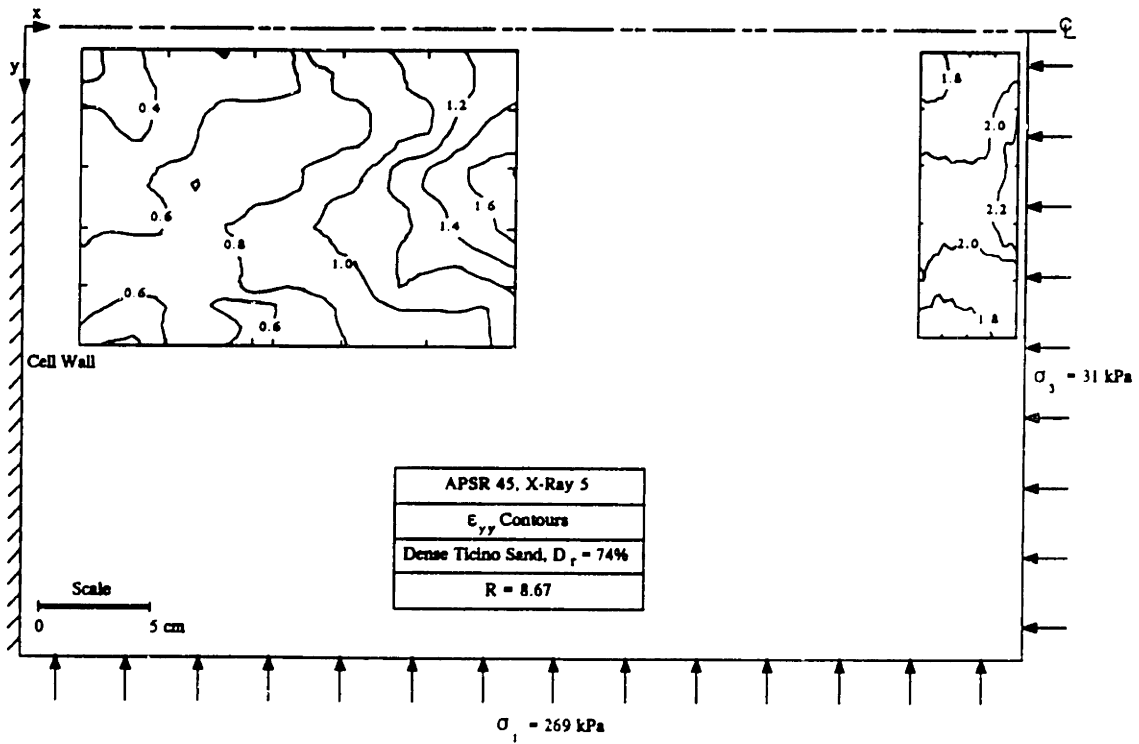 x
℄
y
0.4
1.2
1.8
2.0
0.6
1.6
2.2
0.8
1.4
2.0
1.0
0.6
0.6
1.8
Cell Wall
σ3 = 31 kPa
APSR 45, X-Ray 5
εyy Contours
Dense Ticino Sand, Dr = 74%
R = 8.67
Scale
0 5 cm
σ1 = 269 kPa